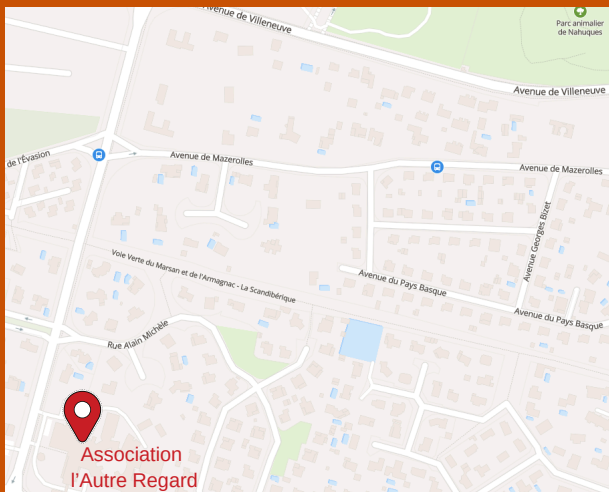 Avenue de Villeneuve
Parc animalier
de Nahuques
Avenue de Villeneuve
de l'Évasion
Avenue de Mazerolles
Avenue de Mazerolles
Avenue Georges Bizet
Voie Verte du Marsan et de l'Armagnac - La Scandibérique
Avenue du Pays Basque
Avenue du Pays Basque
Rue Alain Michèle
Association
l'Autre Regard